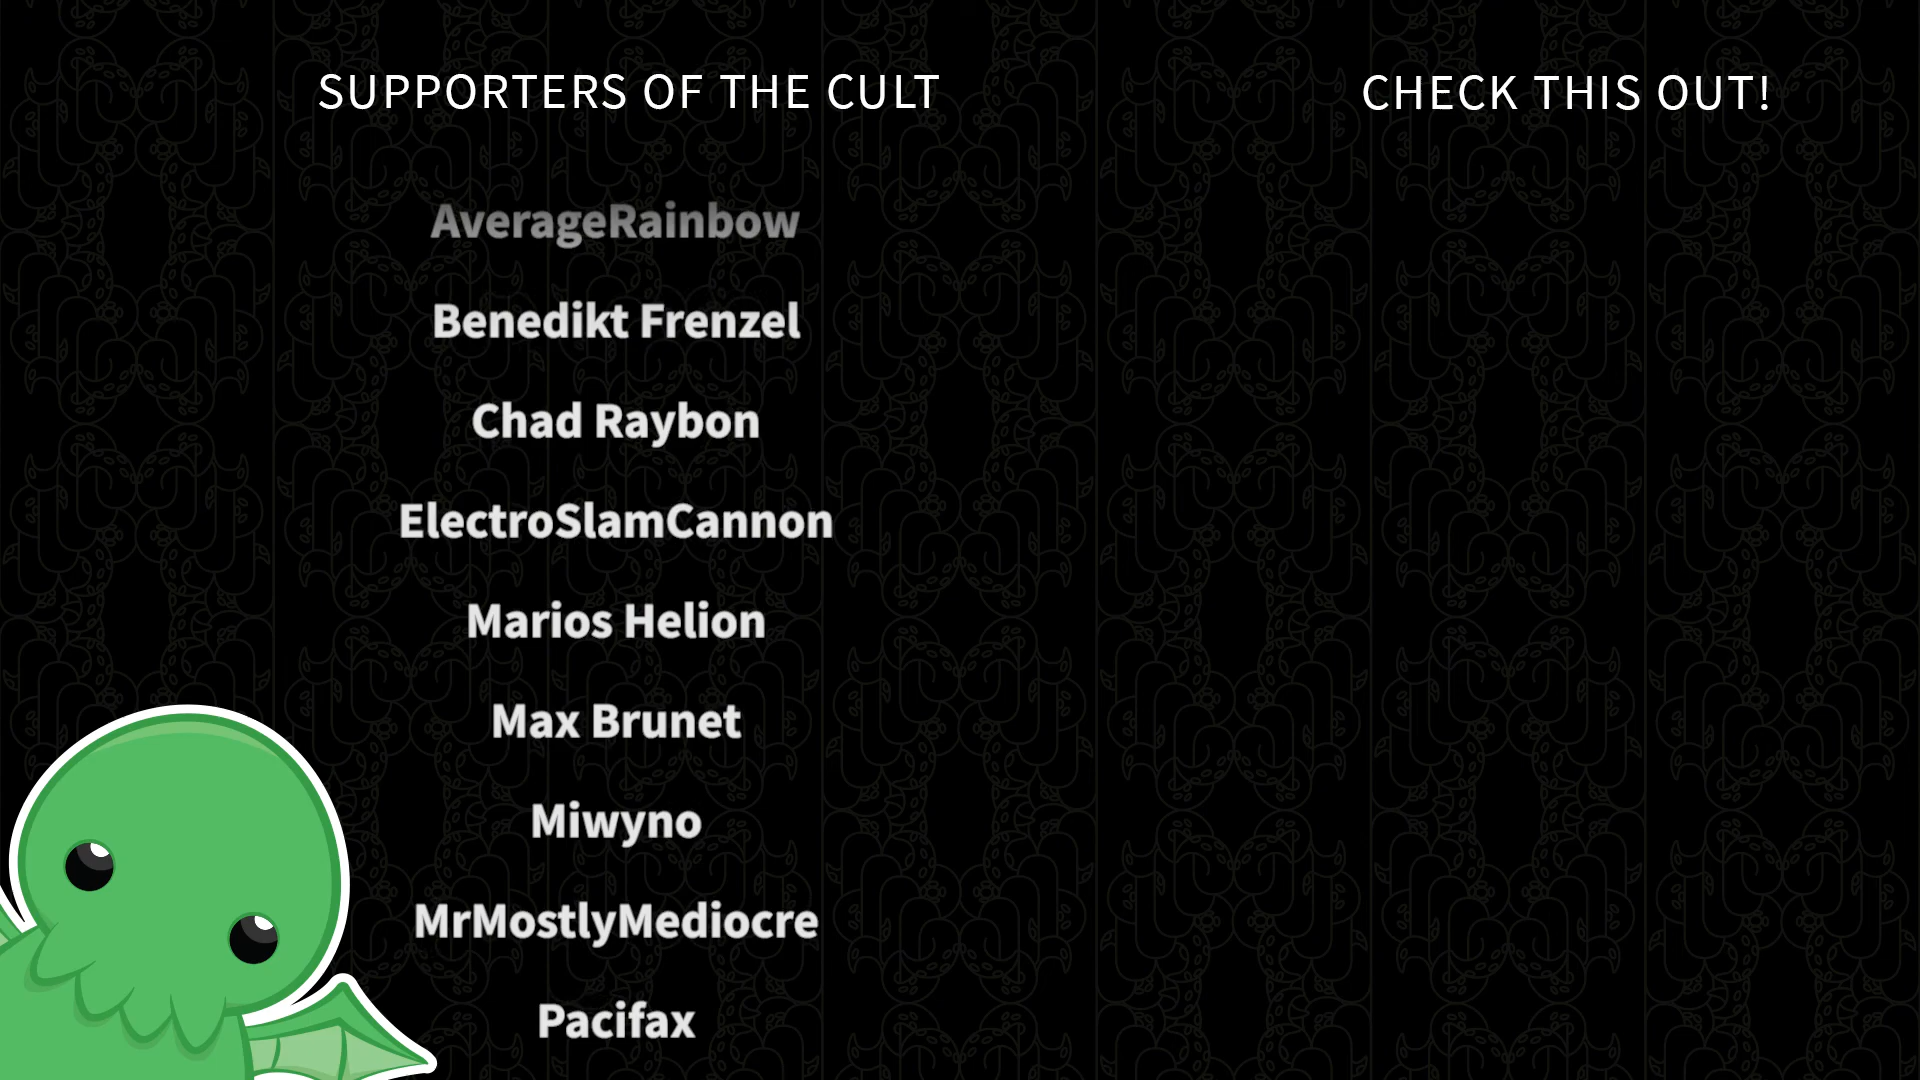 SUPPORTERS OF THE CULT
CHECK THIS OUT!
AverageRainbow
Benedikt Frenzel
Chad Raybon
ElectroSlamCannon
Marios Helion
Max Brunet
Miwyno
MrMostlyMediocre
Pacifax